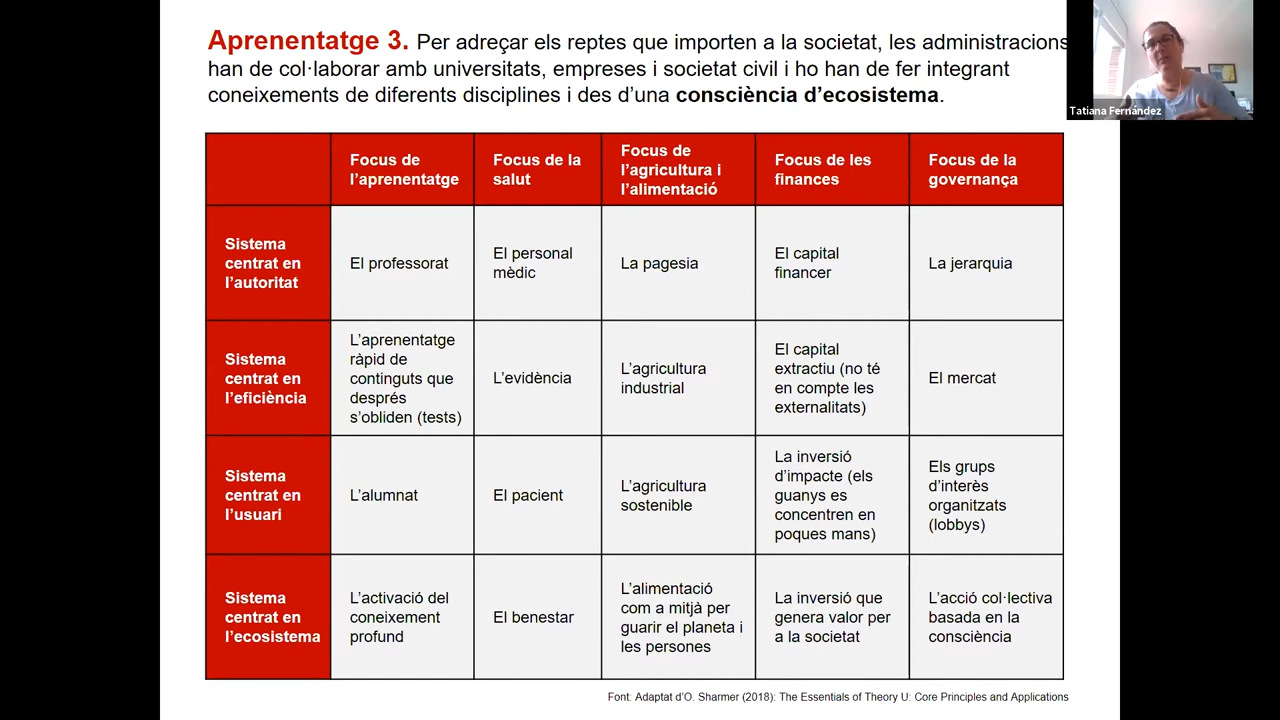 Aprenentatge 3. Per adreçar els reptes que importen a la societat, les administracions
han de col·laborar amb universitats, empreses i societat civil i ho han de fer integrant
coneixements de diferents disciplines i des d’una consciència d’ecosistema.
Tatiana Fernández
Focus de
l’aprenentatge
Focus de la
salut
Focus de
l’agricultura i
l’alimentació
Focus de les
finances
Focus de la
governança
Sistema
centrat en
l’autoritat
El professorat
El personal
mèdic
La pagesia
El capital
financer
La jerarquia
Sistema
centrat en
l’eficiència
L’aprenentatge
ràpid de
continguts que
després
s’obliden (tests)
L’evidència
L’agricultura
industrial
El capital
extractiu (no té
en compte les
externalitats)
El mercat
Sistema
centrat en
l’usuari
L’alumnat
El pacient
L’agricultura
sostenible
La inversió
d’impacte (els
guanys es
concentren en
poques mans)
Els grups
d’interès
organitzats
(lobbys)
Sistema
centrat en
l’ecosistema
L’activació del
coneixement
profund
El benestar
L’alimentació
com a mitjà per
guarir el planeta i
les persones
La inversió que
genera valor per
a la societat
L’acció col·lectiva
basada en la
consciència
Font: Adaptat d’O. Sharmer (2018): The Essentials of Theory U: Core Principles and Applications